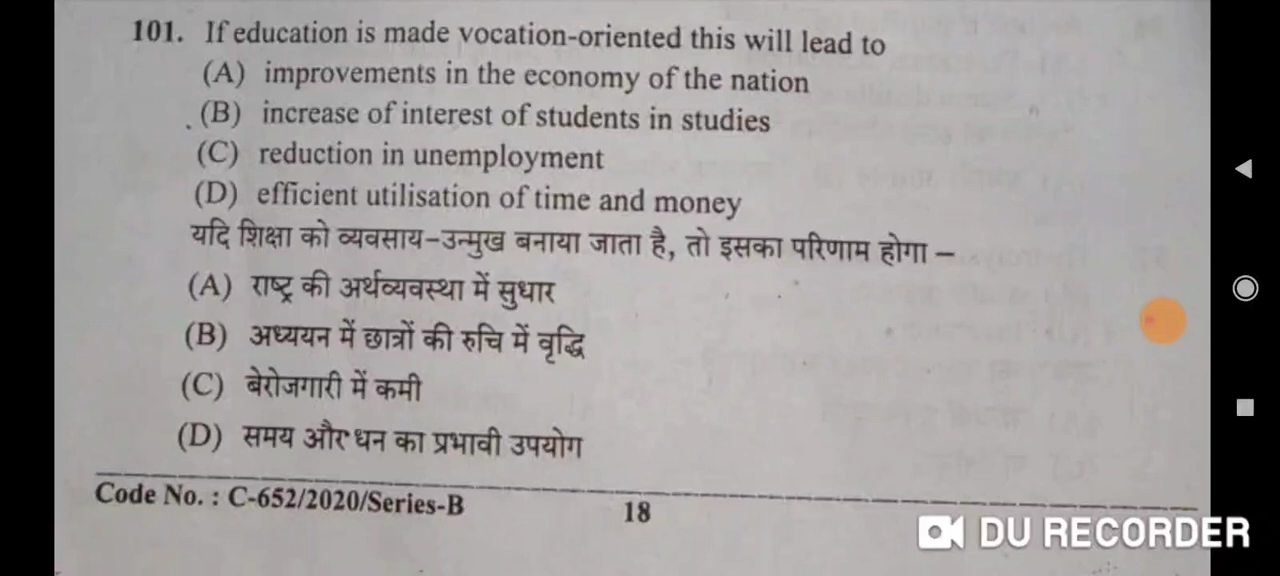 101. If education is made vocation-oriented this will lead to
(A) improvements in the economy of the nation
(B) increase of interest of students in studies
(C) reduction in unemployment
(D) efficient utilisation of time and money
यदि शिक्षा को व्यवसाय-उन्मुख बनाया जाता है, तो इसका परिणाम होगा –
(A) राष्ट्र की अर्थव्यवस्था में सुधार
(B) अध्ययन में छात्रों की रुचि में वृद्धि
(C) बेरोजगारी में कमी
(D) समय और धन का प्रभावी उपयोग
Code No. : C-652/2020/Series-B 18
DU RECORDER